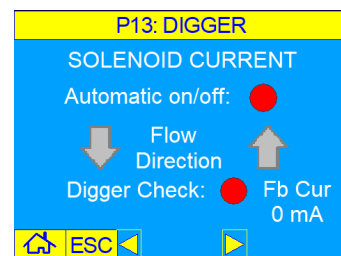 P13: DIGGER
SOLENOID CURRENT
Automatic on/off:
Flow
Direction
Digger Check:
Fb Cur
0 mA
ESC